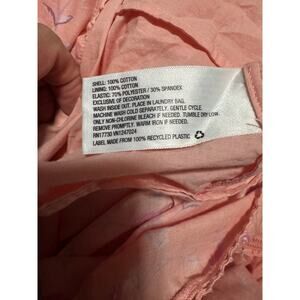 SHELL: 100% COTTON
LINING: 100% COTTON
ELASTIC: 70% POLYESTER / 30% SPANDEX
EXCLUSIVE OF DECORATION
WASH INSIDE OUT. PLACE IN LAUNDRY BAG.
MACHINE WASH COLD SEPARATELY. GENTLE CYCLE
ONLY NON-CHLORINE BLEACH IF NEEDED. TUMBLE DRY LOW.
REMOVE PROMPTLY. WARM IRON IF NEEDED.
RN17730 VN1247024
LABEL MADE FROM 100% RECYCLED PLASTIC